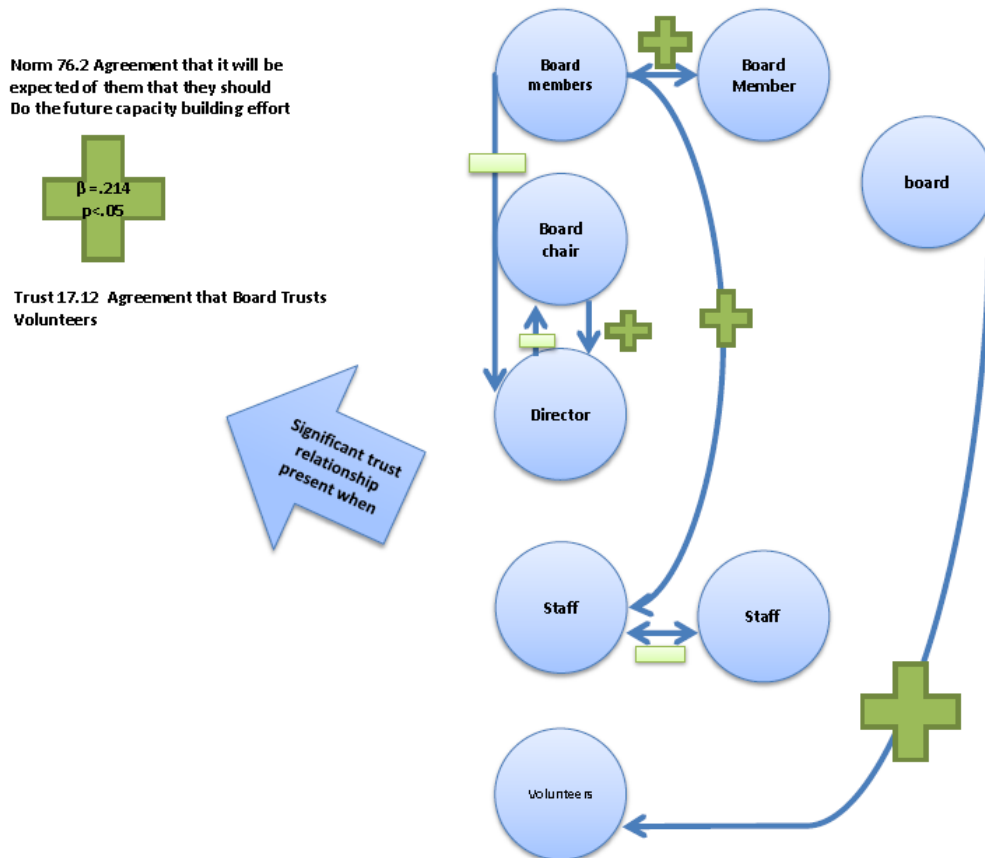 Norm 76.2 Agreement that it will be
expected of them that they should
Do the future capacity building effort
β =.214
p<.05
Trust 17.12 Agreement that Board Trusts
Volunteers
Significant trust
relationship
present when
Board
members
Board
Member
board
Board
chair
Director
Staff
Staff
Volunteers